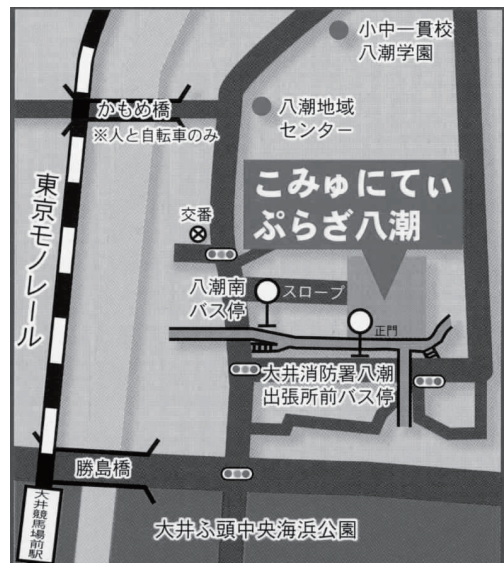 小中一貫校
八潮学園
かもめ橋
※人と自転車のみ
八潮地域
センター
こみゅにてぃ
ぷらざ八潮
交番
東京モノレール
八潮南
バス停
スロープ
正門
大井消防署八潮
出張所前バス停
勝島橋
大井競馬場前駅
大井ふ頭中央海浜公園